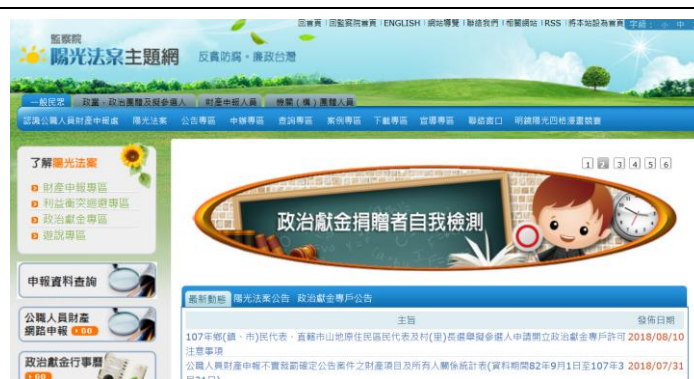 回首頁 | 回監察院首頁 | ENGLISH | 網站導覽 | 聯絡我們 | 相關網站 | RSS | 將本站設為首頁 字級： 小 中
監察院
陽光法案主題網 反貪防腐。廉政台灣
一般民眾 政黨、政治團體及擬參選人 財產申報人員 機關(構)團體人員
認識公職人員財產申報處 陽光法案 公告專區 申辦專區 查詢專區 案例專區 下載專區 宣導專區 聯絡窗口 明鏡陽光四格漫畫競賽
了解陽光法案
財產申報專區
利益衝突迴避專區
政治獻金專區
遊說專區
1 2 3 4 5 6
政治獻金捐贈者自我檢測
申報資料查詢
公職人員財產
網路申報 GO
政治獻金行事曆
GO
最新動態 陽光法案公告 政治獻金專戶公告
主旨 發佈日期
107年鄉(鎮、市)民代表、直轄市山地原住民區民代表及村(里)長選舉擬參選人申請開立政治獻金專戶許可 2018/08/10
注意事項
公職人員財產申報不實裁罰確定公告案件之財產項目及所有人關係統計表(資料期間82年9月1日至107年3 2018/07/31